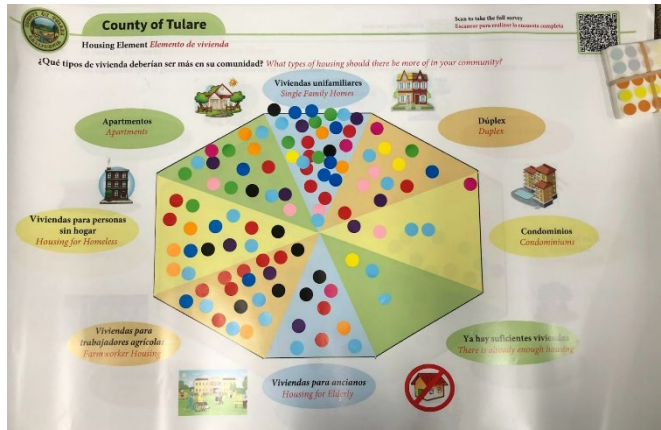 County of Tulare
Scan to take the full survey
Escanear para realizar la encuesta completa
Housing Element Elemento de vivienda
¿Qué tipos de vivienda deberían ser más en su comunidad? What types of housing should there be more of in your community?
Viviendas unifamiliares
Single Family Homes
Apartmentos
Apartments
Dúplex
Duplex
Viviendas para personas
sin hogar
Housing for Homeless
Condominios
Condominiums
Viviendas para
trabajadores agrícolas
Farmworker Housing
Ya hay suficientes viviendas
There is already enough housing
Viviendas para ancianos
Housing for Elderly